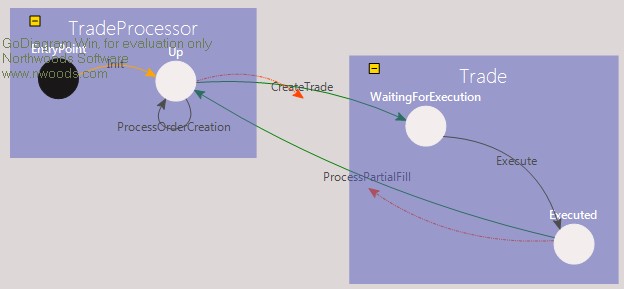 TradeProcessor
GoDiagram Win, for evaluation only
EntryPoint
Northwoods Software
www.nwoods.com
Init
Up
CreateTrade
ProcessOrderCreation
Trade
WaitingForExecution
Execute
ProcessPartialFill
Executed